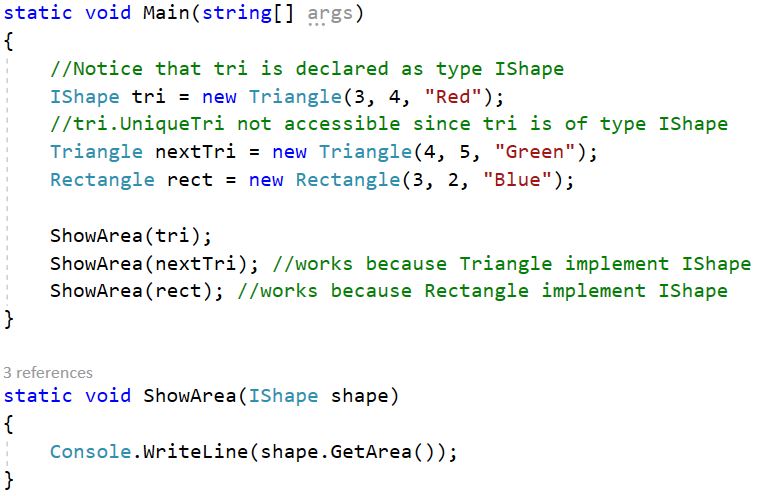 static void Main(string[] args)
{
//Notice that tri is declared as type IShape
IShape tri = new Triangle(3, 4, "Red");
//tri.UniqueTri not accessible since tri is of type IShape
Triangle nextTri = new Triangle(4, 5, "Green");
Rectangle rect = new Rectangle(3, 2, "Blue");
ShowArea(tri);
ShowArea(nextTri); //works because Triangle implement IShape
ShowArea(rect); //works because Rectangle implement IShape
}
3 references
static void ShowArea(IShape shape)
{
Console.WriteLine(shape.GetArea());
}